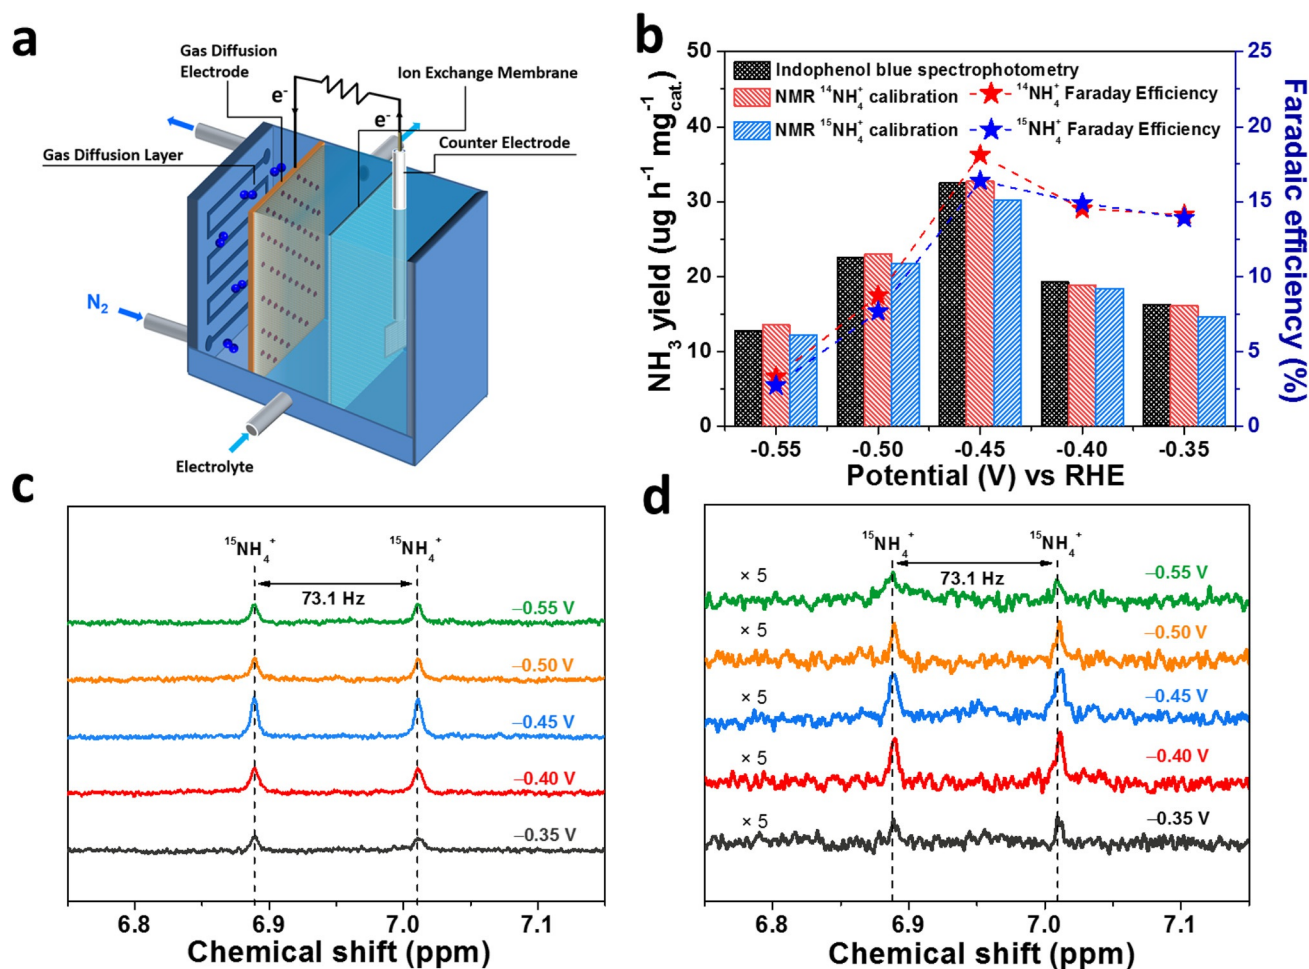 a
Gas Diffusion
Electrode
Ion Exchange Membrane
e-
e-
Counter Electrode
Gas Diffusion Layer
N2
Electrolyte
b
NH3 yield (ug h-1 mg-1cat.)
50
40
30
20
10
0
Indophenol blue spectrophotometry
NMR 14NH4+ calibration
14NH4+ Faraday Efficiency
NMR 15NH4+ calibration
15NH4+ Faraday Efficiency
25
20
15
10
5
0
Faradaic efficiency (%)
-0.55 -0.50 -0.45 -0.40 -0.35
Potential (V) vs RHE
c
15NH4+ 15NH4+
73.1 Hz
–0.55 V
–0.50 V
–0.45 V
–0.40 V
–0.35 V
6.8 6.9 7.0 7.1
Chemical shift (ppm)
d
15NH4+ 15NH4+
73.1 Hz
× 5 –0.55 V
× 5 –0.50 V
× 5 –0.45 V
× 5 –0.40 V
× 5 –0.35 V
6.8 6.9 7.0 7.1
Chemical shift (ppm)